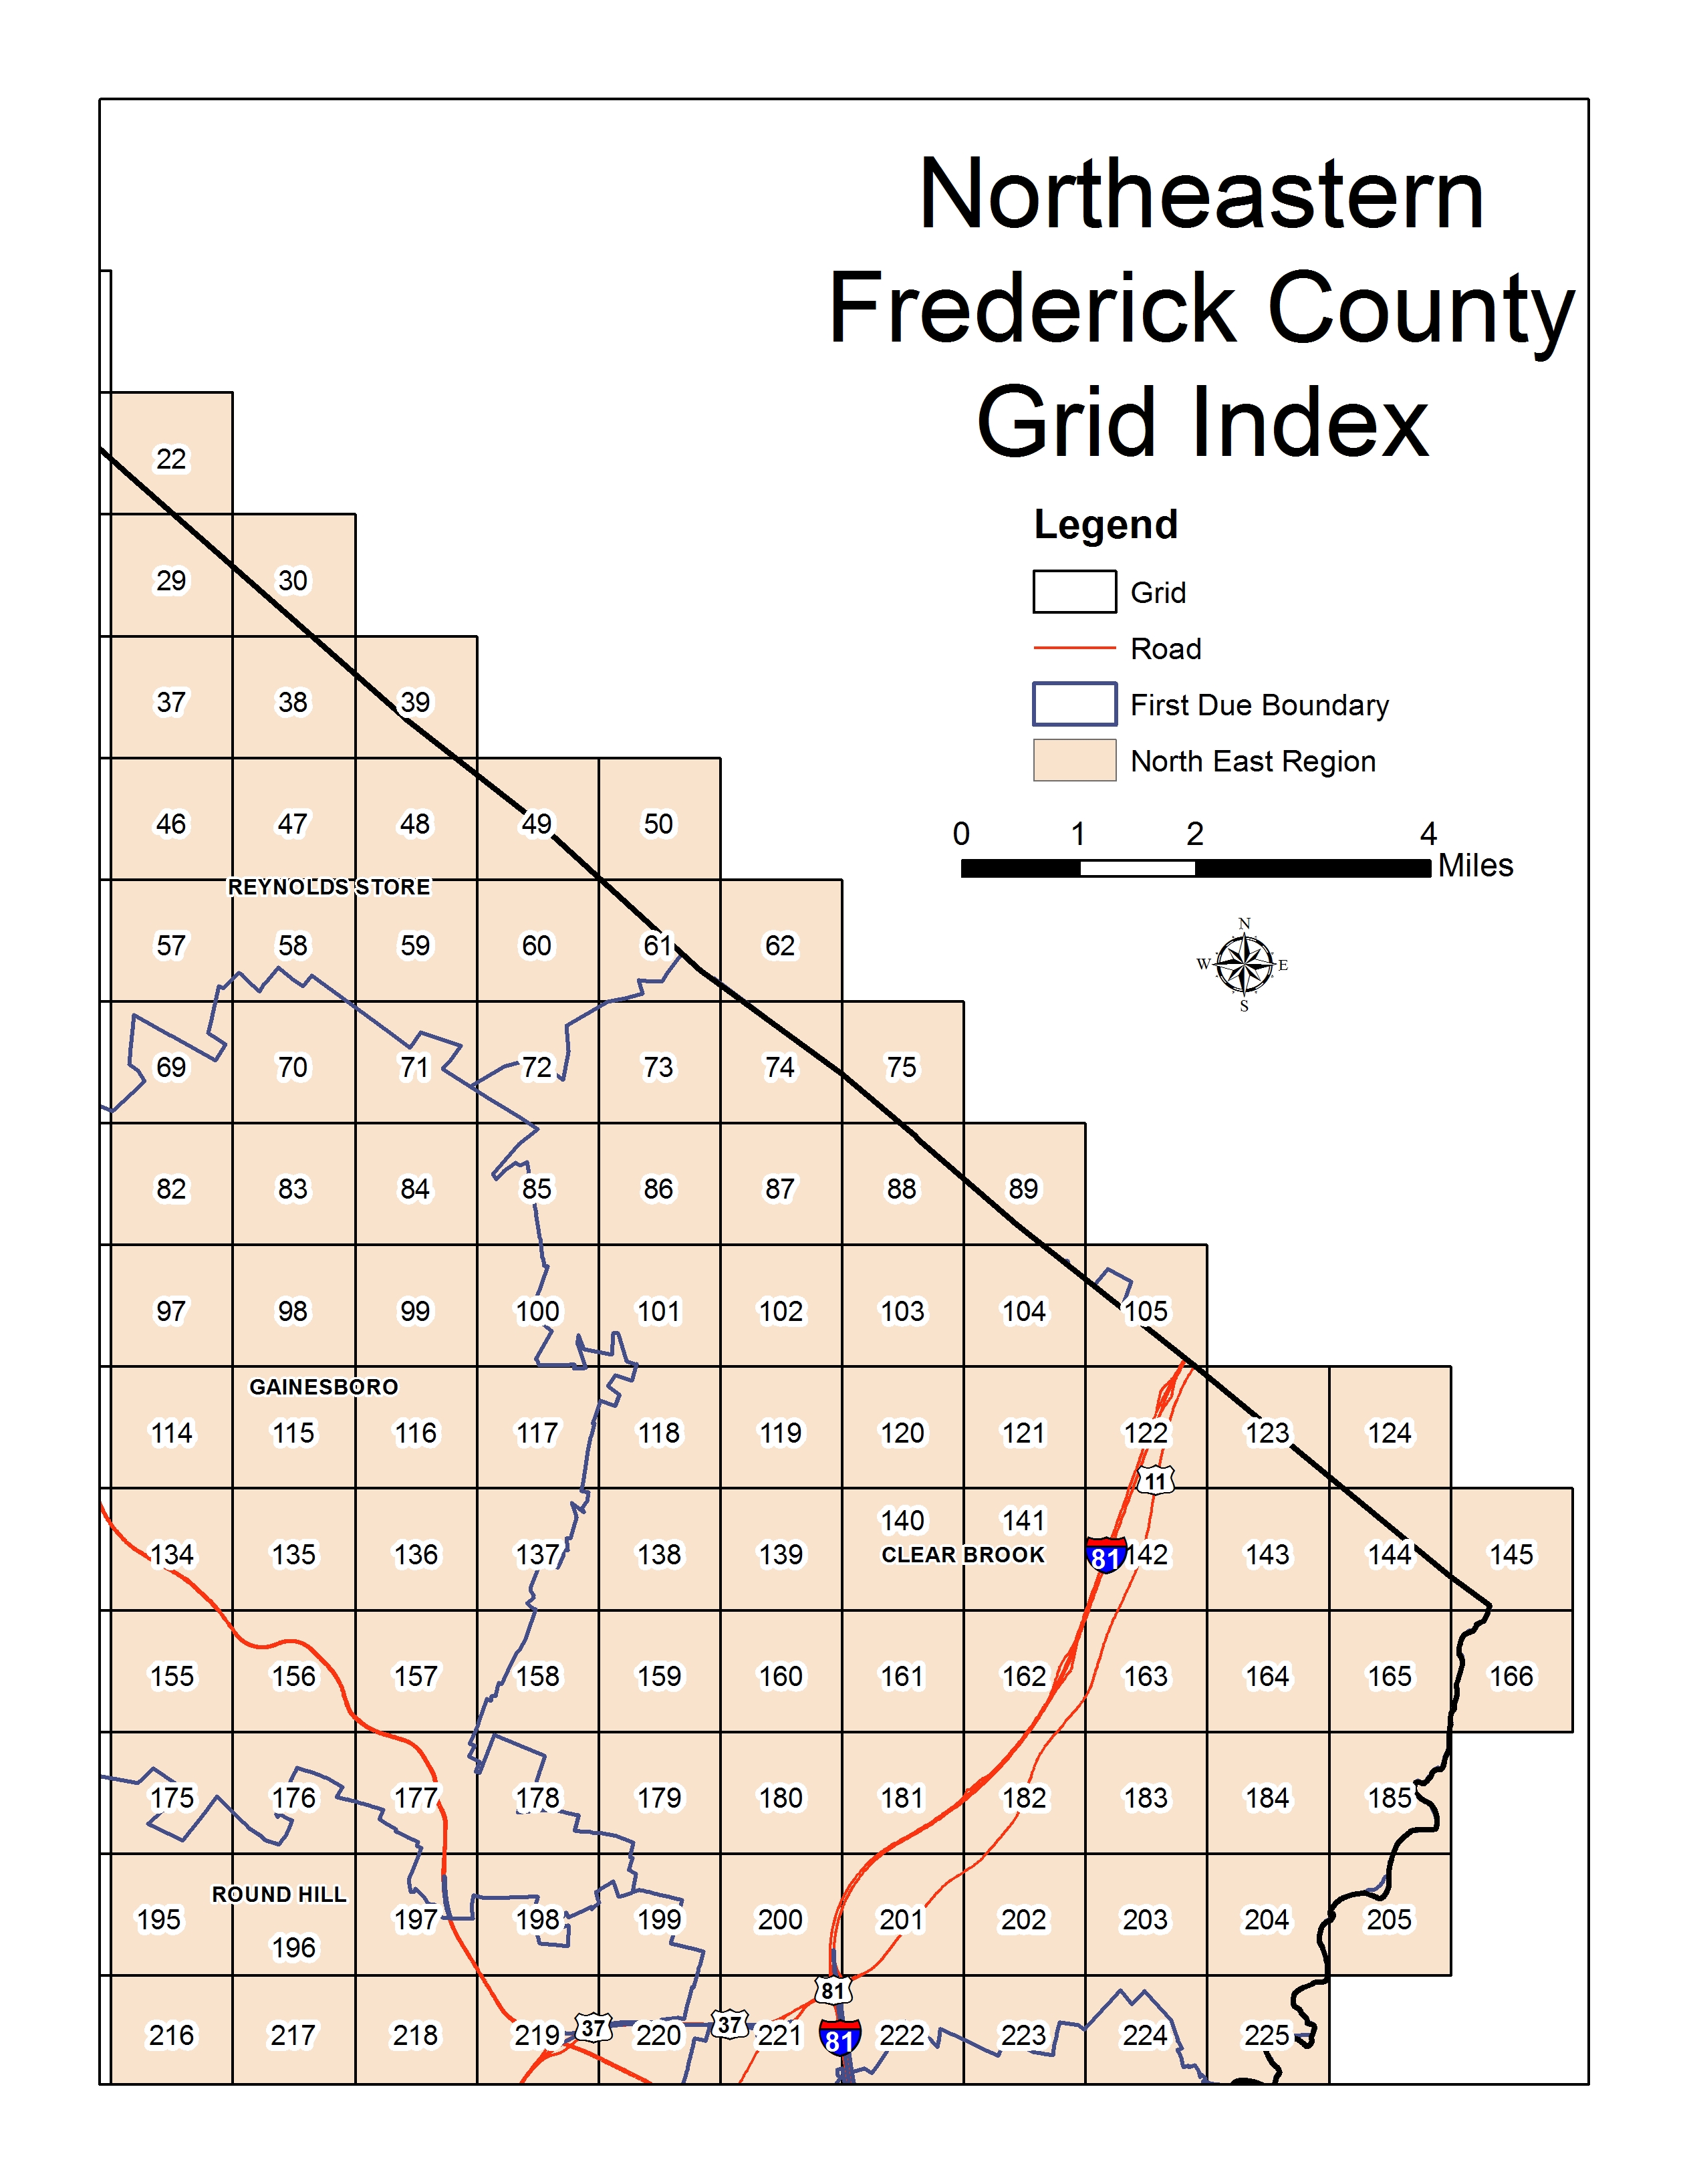 Northeastern
Frederick County
Grid Index
Legend
Grid
Road
First Due Boundary
North East Region
0 1 2 4
Miles
N
W E
S
22
29 30
37 38 39
46 47 48 49 50
REYNOLDS STORE
57 58 59 60 61 62
69 70 71 72 73 74 75
82 83 84 85 86 87 88 89
97 98 99 100 101 102 103 104 105
GAINESBORO
114 115 116 117 118 119 120 121 122 123 124
11
140 141
CLEAR BROOK
134 135 136 137 138 139 81 142 143 144 145
155 156 157 158 159 160 161 162 163 164 165 166
175 176 177 178 179 180 181 182 183 184 185
ROUND HILL
195 197 198 199 200 201 202 203 204 205
196
81
37 37
216 217 218 219 220 221 81 222 223 224 225